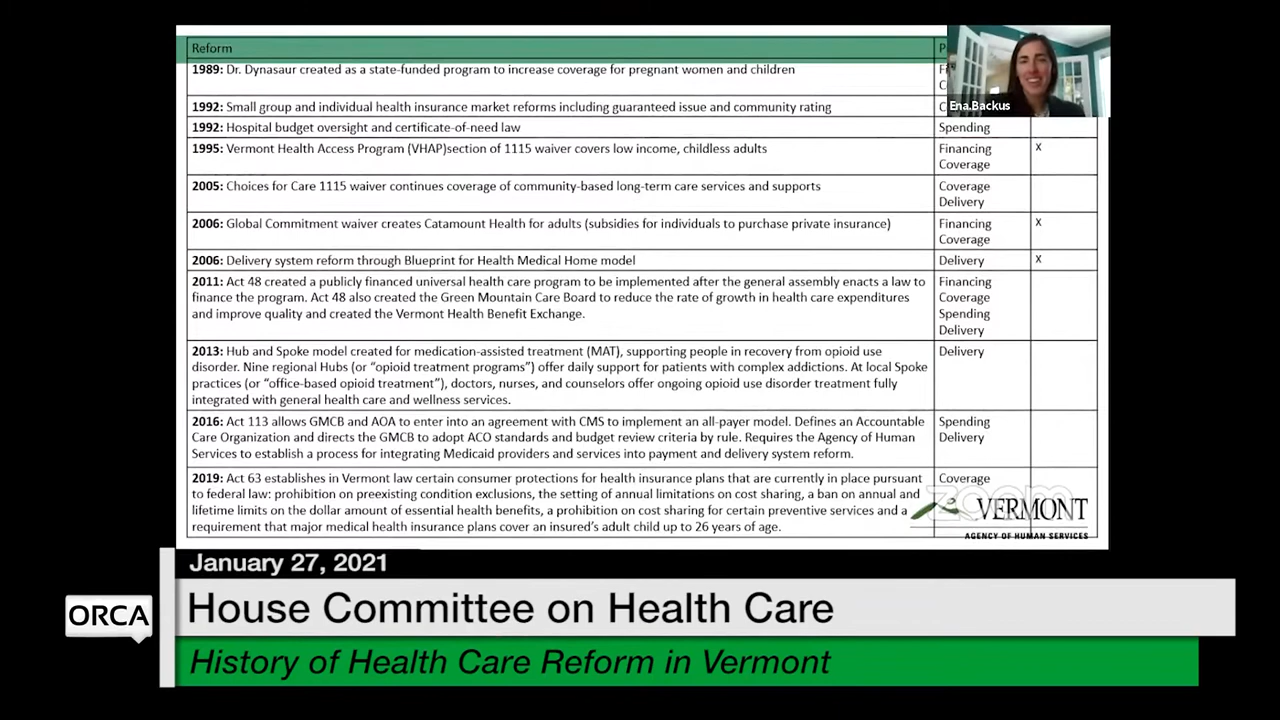 Reform
1989: Dr. Dynasaur created as a state-funded program to increase coverage for pregnant women and children
Ena.Backus
1992: Small group and individual health insurance market reforms including guaranteed issue and community rating
1992: Hospital budget oversight and certificate-of-need law
Spending
1995: Vermont Health Access Program (VHAP)section of 1115 waiver covers low income, childless adults
Financing
Coverage
X
2005: Choices for Care 1115 waiver continues coverage of community-based long-term care services and supports
Coverage
Delivery
2006: Global Commitment waiver creates Catamount Health for adults (subsidies for individuals to purchase private insurance)
Financing
Coverage
X
2006: Delivery system reform through Blueprint for Health Medical Home model
Delivery
X
2011: Act 48 created a publicly financed universal health care program to be implemented after the general assembly enacts a law to
finance the program. Act 48 also created the Green Mountain Care Board to reduce the rate of growth in health care expenditures
and improve quality and created the Vermont Health Benefit Exchange.
Financing
Coverage
Spending
Delivery
2013: Hub and Spoke model created for medication-assisted treatment (MAT), supporting people in recovery from opioid use
disorder. Nine regional Hubs (or “opioid treatment programs”) offer daily support for patients with complex addictions. At local Spoke
practices (or “office-based opioid treatment”), doctors, nurses, and counselors offer ongoing opioid use disorder treatment fully
integrated with general health care and wellness services.
Delivery
2016: Act 113 allows GMCB and AOA to enter into an agreement with CMS to implement an all-payer model. Defines an Accountable
Care Organization and directs the GMCB to adopt ACO standards and budget review criteria by rule. Requires the Agency of Human
Services to establish a process for integrating Medicaid providers and services into payment and delivery system reform.
Spending
Delivery
2019: Act 63 establishes in Vermont law certain consumer protections for health insurance plans that are currently in place pursuant
to federal law: prohibition on preexisting condition exclusions, the setting of annual limitations on cost sharing, a ban on annual and
lifetime limits on the dollar amount of essential health benefits, a prohibition on cost sharing for certain preventive services and a
requirement that major medical health insurance plans cover an insured's adult child up to 26 years of age.
Coverage
zoom
VERMONT
AGENCY OF HUMAN SERVICES
January 27, 2021
ORCA
House Committee on Health Care
History of Health Care Reform in Vermont